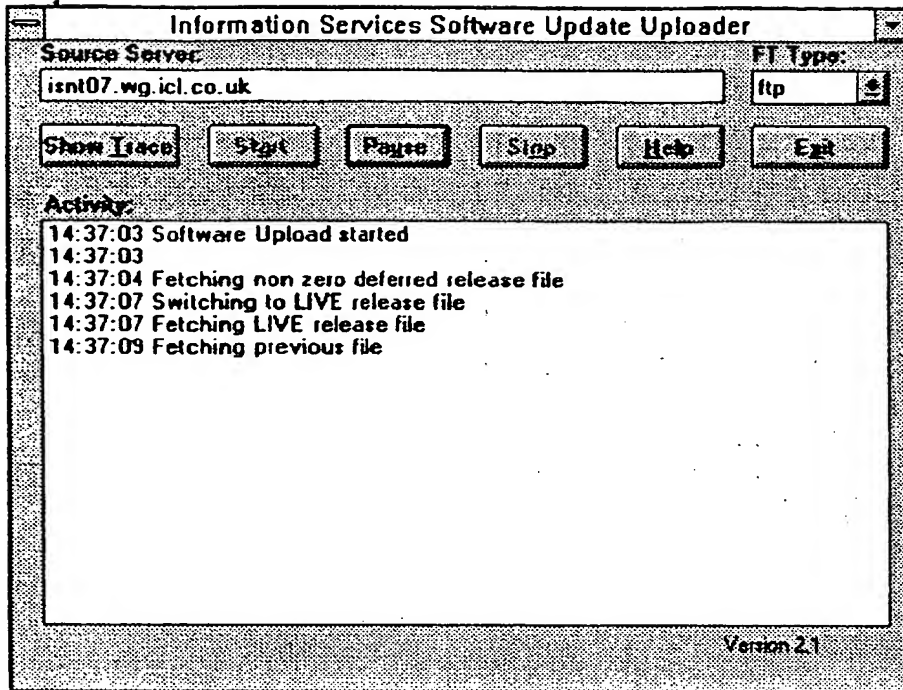 Information Services Software Update Uploader
Source Server:
FT Type:
isnt07.wg.icl.co.uk
ftp
Show Trace
Start
Pause
Stop
Help
Exit
Activity:
14:37:03 Software Upload started
14:37:03
14:37:04 Fetching non zero deferred release file
14:37:07 Switching to LIVE release file
14:37:07 Fetching LIVE release file
14:37:09 Fetching previous file
Version 2.1